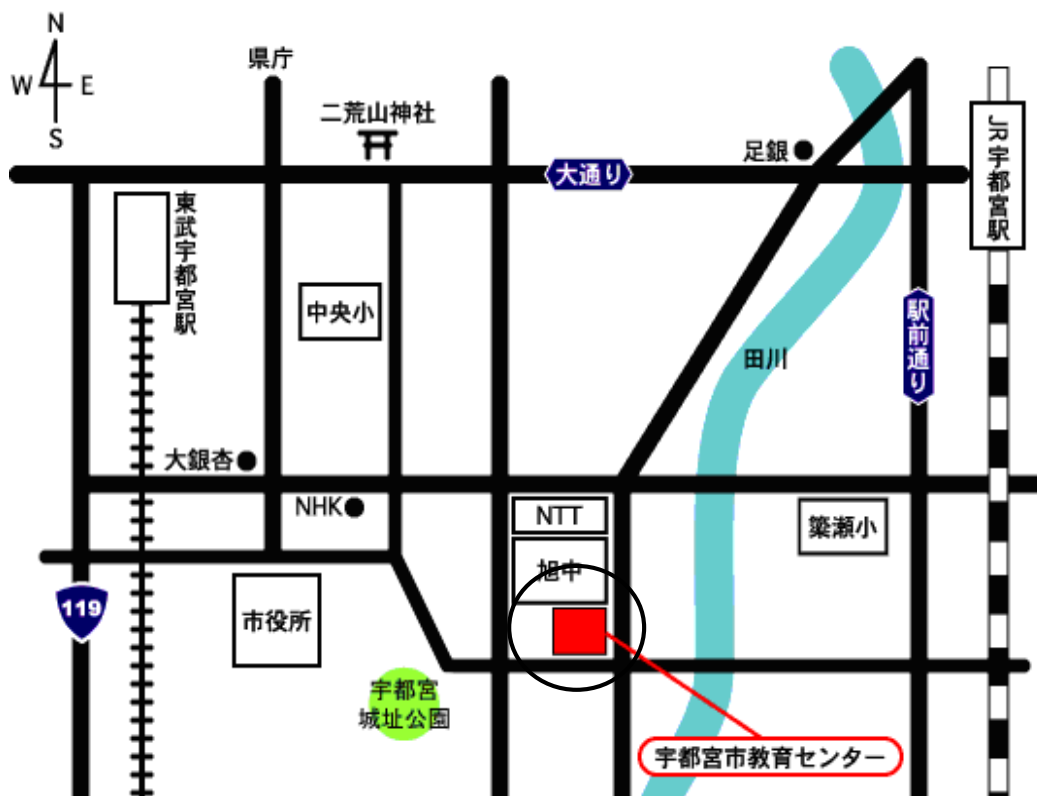 N
W E
S
県庁
二荒山神社
足銀
大通り
JR宇都宮駅
東武宇都宮駅
中央小
駅前通り
田川
大銀杏
NHK
NTT
簗瀬小
旭中
119
市役所
宇都宮
城址公園
宇都宮市教育センター